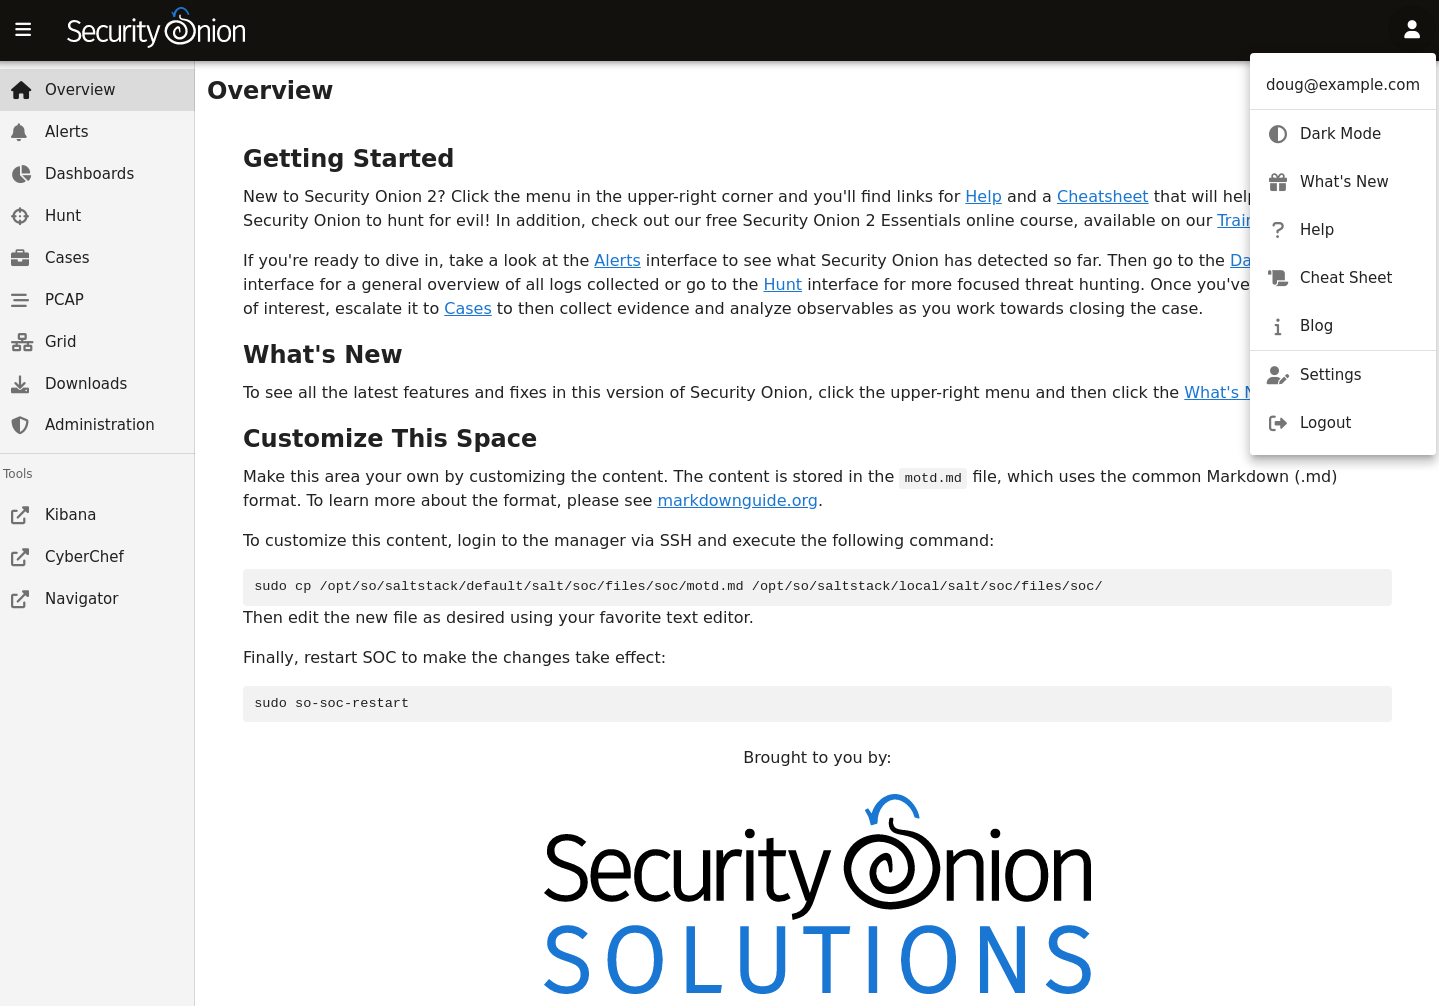 Security Onion
doug@example.com
Dark Mode
What's New
Help
Cheat Sheet
Blog
Settings
Logout
Overview
Alerts
Dashboards
Hunt
Cases
PCAP
Grid
Downloads
Administration
Tools
Kibana
CyberChef
Navigator
Overview
Getting Started
New to Security Onion 2? Click the menu in the upper-right corner and you'll find links for Help and a Cheatsheet that will help
Security Onion to hunt for evil! In addition, check out our free Security Onion 2 Essentials online course, available on our
If you're ready to dive in, take a look at the Alerts interface to see what Security Onion has detected so far. Then go to the
interface for a general overview of all logs collected or go to the Hunt interface for more focused threat hunting. Once you've
of interest, escalate it to Cases to then collect evidence and analyze observables as you work towards closing the case.
What's New
To see all the latest features and fixes in this version of Security Onion, click the upper-right menu and then click the What's
Customize This Space
Make this area your own by customizing the content. The content is stored in the motd.md file, which uses the common Markdown (.md)
format. To learn more about the format, please see markdownguide.org.
To customize this content, login to the manager via SSH and execute the following command:
sudo cp /opt/so/saltstack/default/salt/soc/files/soc/motd.md /opt/so/saltstack/local/salt/soc/files/soc/
Then edit the new file as desired using your favorite text editor.
Finally, restart SOC to make the changes take effect:
sudo so-soc-restart
Brought to you by:
Security Onion
SOLUTIONS